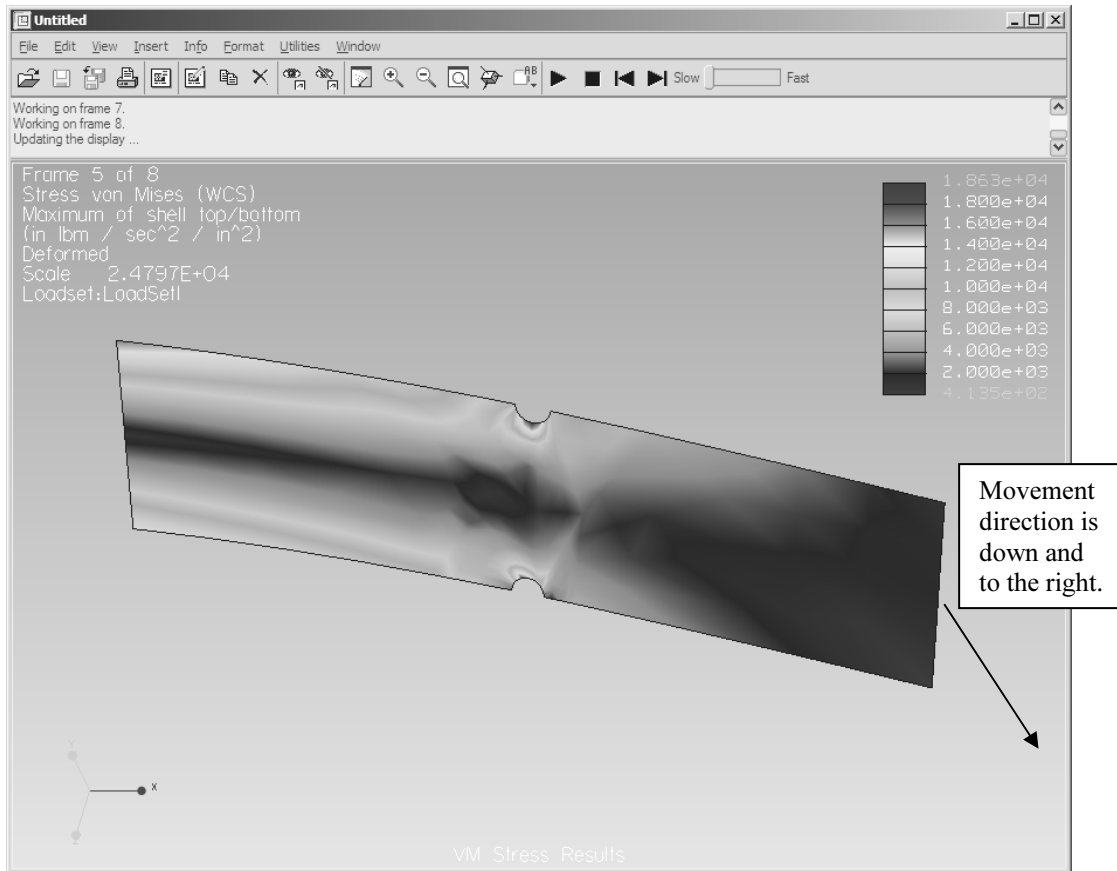 Untitled
File Edit View Insert Info Format Utilities Window
AB
Slow Fast
Working on frame 7.
Working on frame 8.
Updating the display ...
Frame 5 of 8
Stress von Mises (WCS)
Maximum of shell top/bottom
(in lbm / sec^2 / in^2)
Deformed
Scale 2.4797E+04
Loadset:LoadSet1
1.863e+04
1.800e+04
1.600e+04
1.400e+04
1.200e+04
1.000e+04
8.000e+03
6.000e+03
4.000e+03
2.000e+03
4.135e+02
Movement
direction is
down and
to the right.
Y
X
Z
VM Stress Results